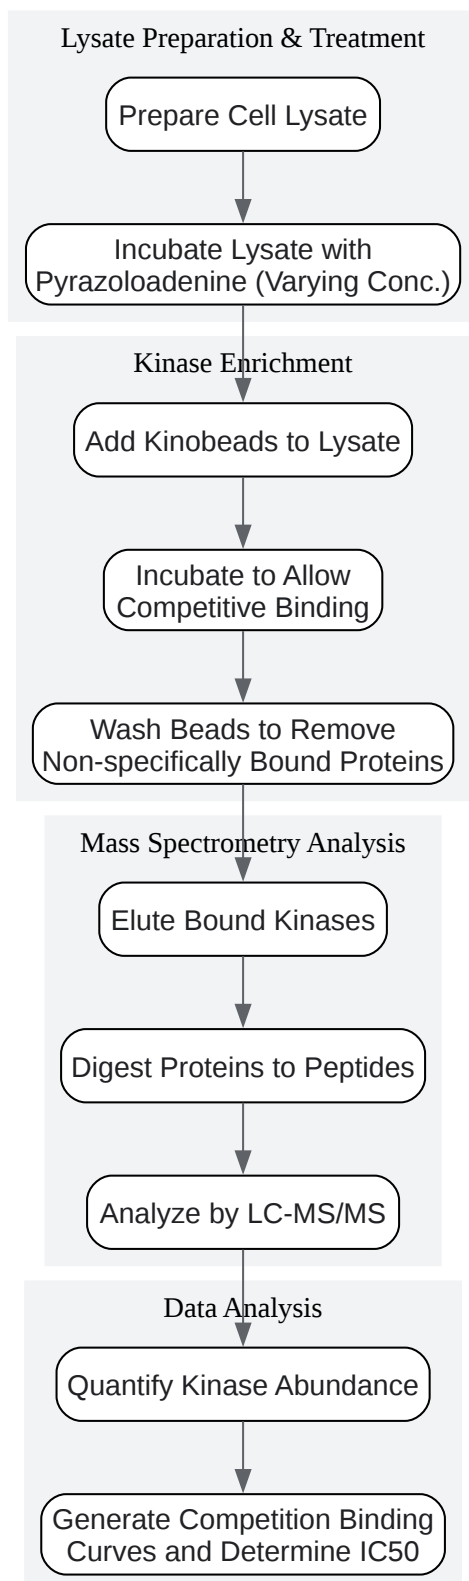 Lysate Preparation & Treatment
Prepare Cell Lysate
Incubate Lysate with
Pyrazoloadenine (Varying Conc.)
Kinase Enrichment
Add Kinobeads to Lysate
Incubate to Allow
Competitive Binding
Wash Beads to Remove
Non-specifically Bound Proteins
Mass Spectrometry Analysis
Elute Bound Kinases
Digest Proteins to Peptides
Analyze by LC-MS/MS
Data Analysis
Quantify Kinase Abundance
Generate Competition Binding
Curves and Determine IC50